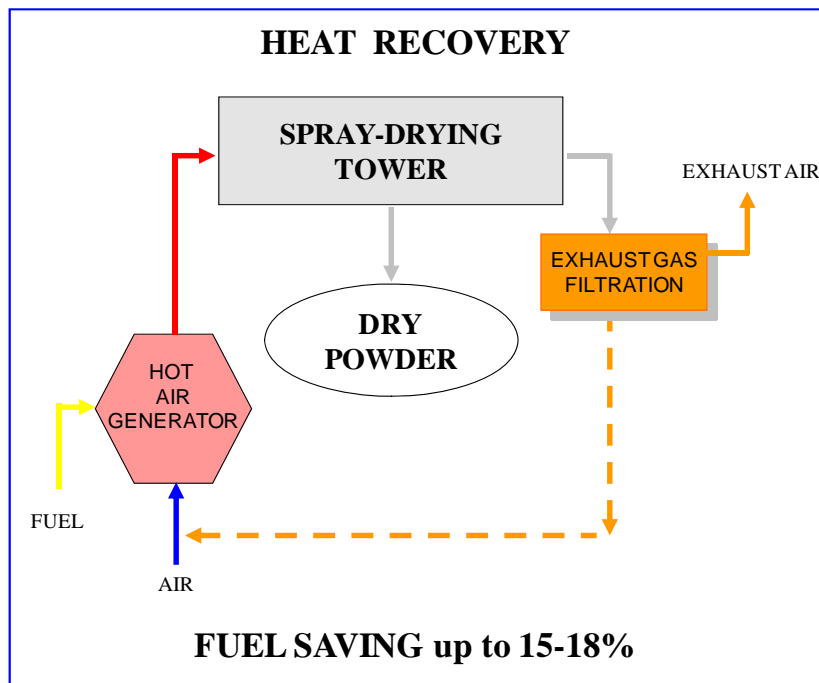 HEAT RECOVERY
SPRAY-DRYING
TOWER
EXHAUST AIR
EXHAUST GAS
FILTRATION
DRY
POWDER
HOT
AIR
GENERATOR
FUEL
AIR
FUEL SAVING up to 15-18%